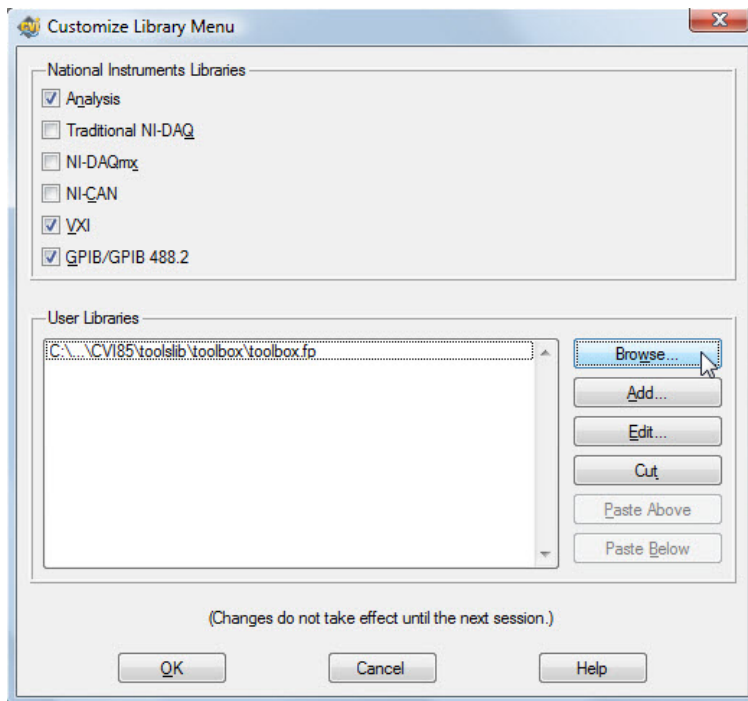 Customize Library Menu
National Instruments Libraries
Analysis
Traditional NI-DAQ
NI-DAQmx
NI-CAN
VXI
GPIB/GPIB 488.2
User Libraries
C:\...\CVI85\toolslib\toolbox\toolbox.fp
Browse...
Add...
Edit...
Cut
Paste Above
Paste Below
(Changes do not take effect until the next session.)
OK
Cancel
Help